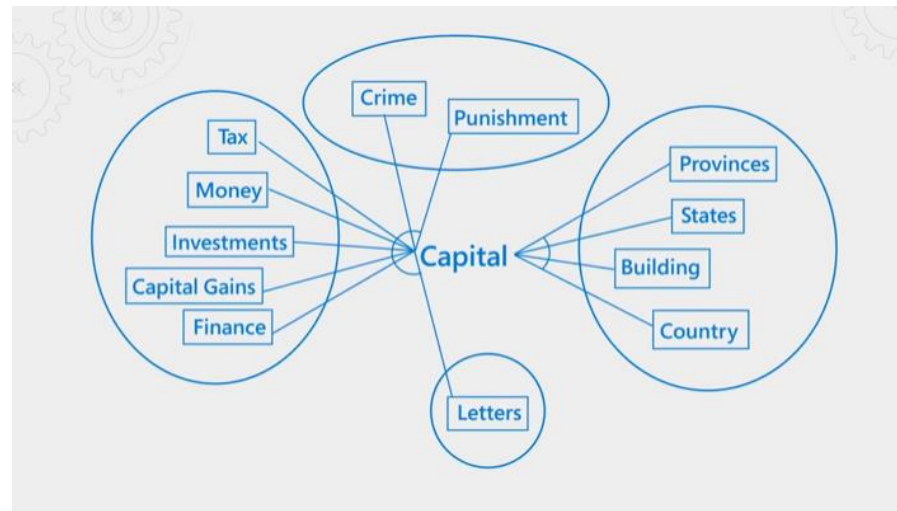 Crime
Punishment
Tax
Money
Investments
Capital Gains
Finance
Capital
Provinces
States
Building
Country
Letters